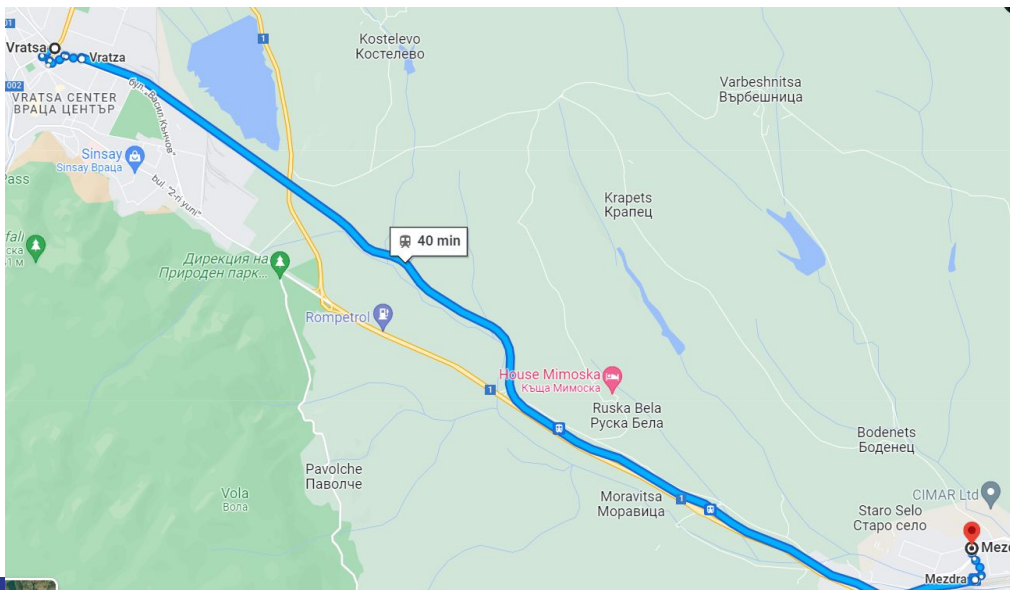 1
Kostelevo
Костелево
Vratsa
Vratza
Varbeshnitsa
Върбешница
VRATSA CENTER
ВРАЦА ЦЕНТЪР
бул. "Васил Кънчов"
Sinsay
Sinsay Враца
bul. "2-ri yuni"
Krapets
Крапец
40 min
Дирекция на
Природен парк...
Rompetrol
House Mimoska
Къща Мимоска
1
Ruska Bela
Руска Бела
Bodenets
Боденец
Pavolche
Паволче
Vola
Вола
Moravitsa
Моравица
1
CIMAR Ltd
Staro Selo
Старо село
Mezd
Mezdra